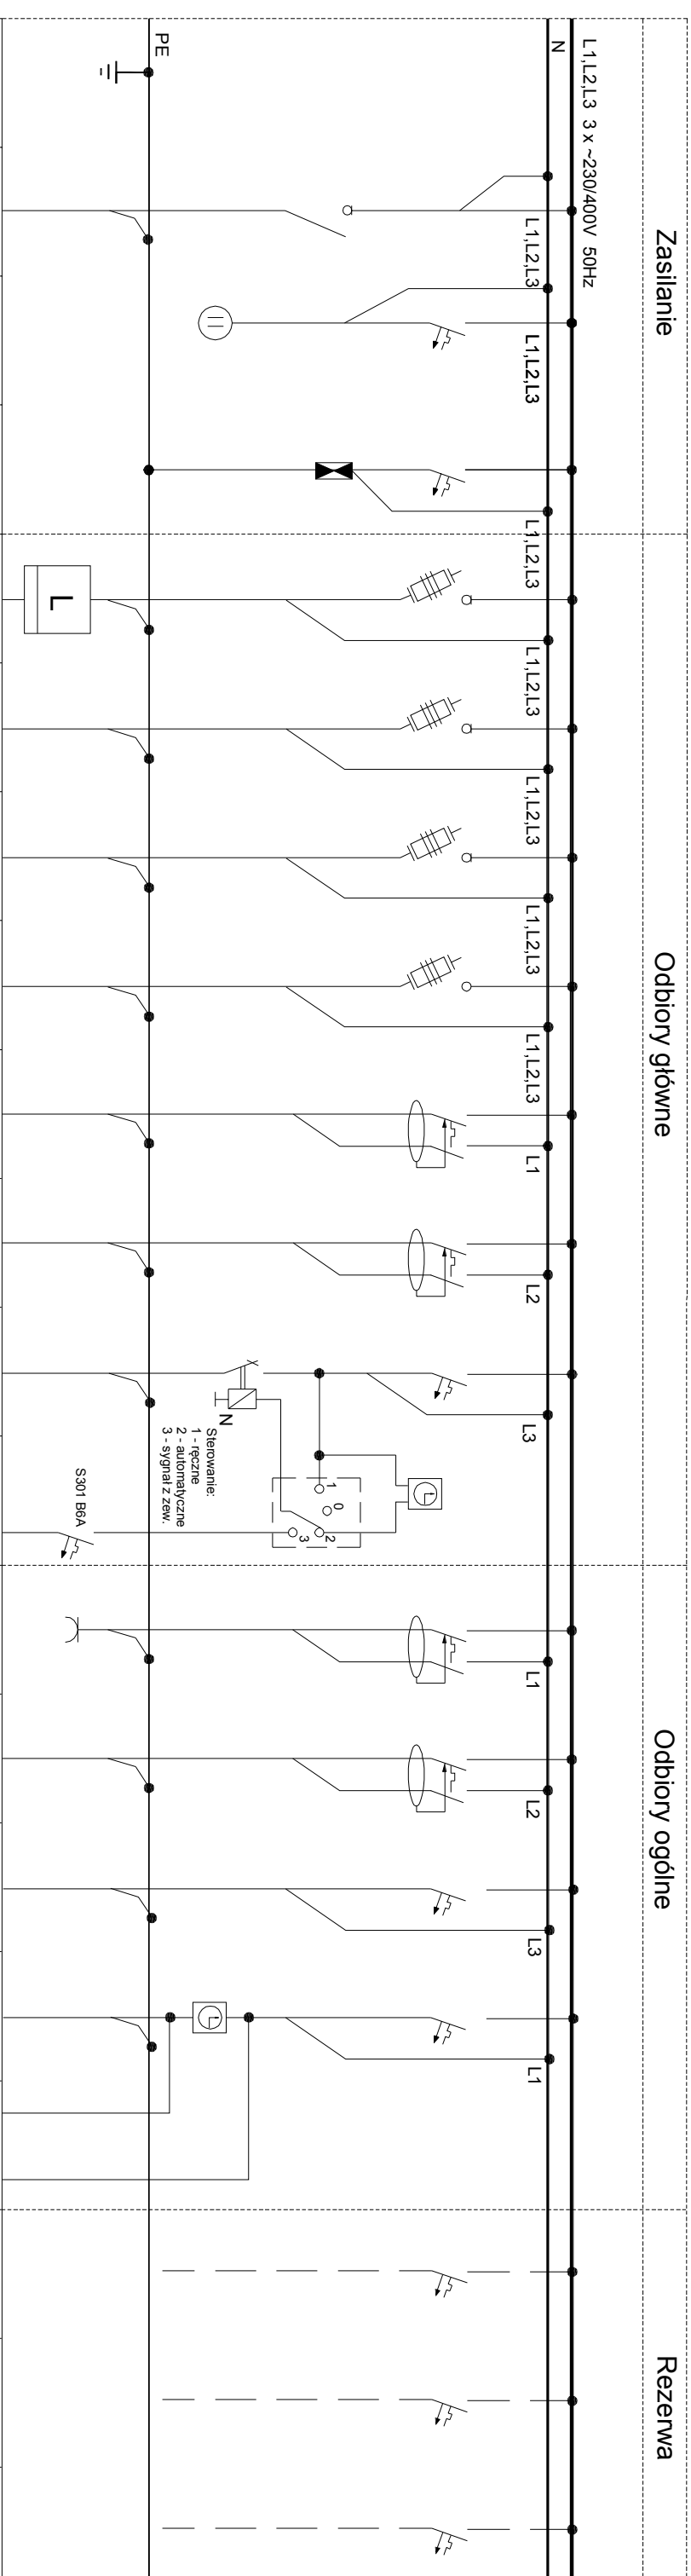 Zasilanie
Odbiory główne
Odbiory ogólne
Rezerwa
L1,L2,L3 3 x ~230/400V 50Hz
N
L1,L2,L3
L1,L2,L3
L1,L2,L3
L1,L2,L3
L1,L2,L3
L1,L2,L3
L1,L2,L3
L1
L2
L3
L1
L2
L3
L1
1
0
2
3
N
Sterowanie:
1 - ręczne
2 - automatyczne
3 - sygnał z zew.
PE
L
S301 B6A